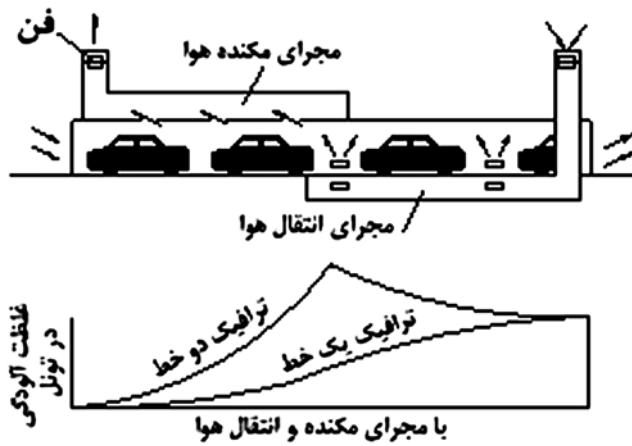 فن
مجرای مکنده هوا
مجرای انتقال هوا
غلظت آلودگی
در تونل
ترافیک دو خط
ترافیک یک خط
با مجرای مکنده و انتقال هوا